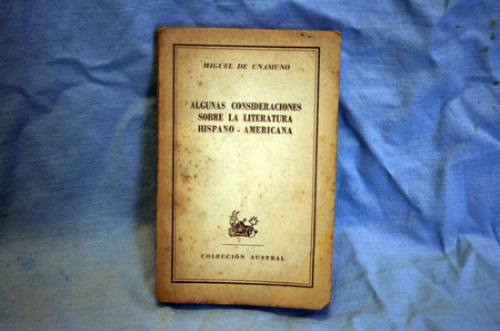 MIGUEL DE UNAMUNO
ALGUNAS CONSIDERACIONES
SOBRE LA LITERATURA
HISPANO - AMERICANA
COLECCIÓN AUSTRAL